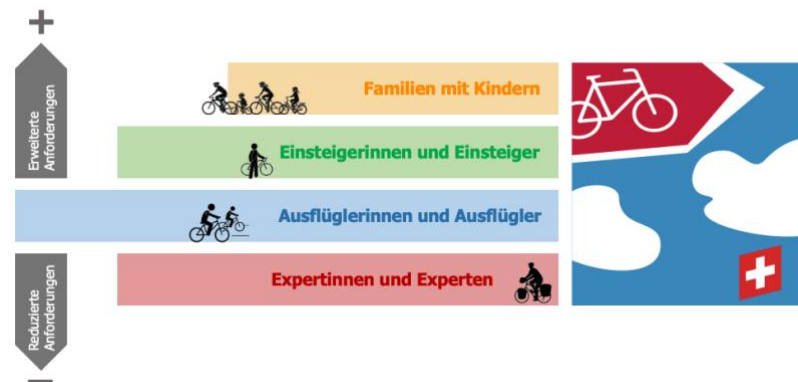 +
Erweiterte
Anforderungen
Familien mit Kindern
Einsteigerinnen und Einsteiger
Ausflüglerinnen und Ausflügler
Expertinnen und Experten
Reduzierte
Anforderungen
–